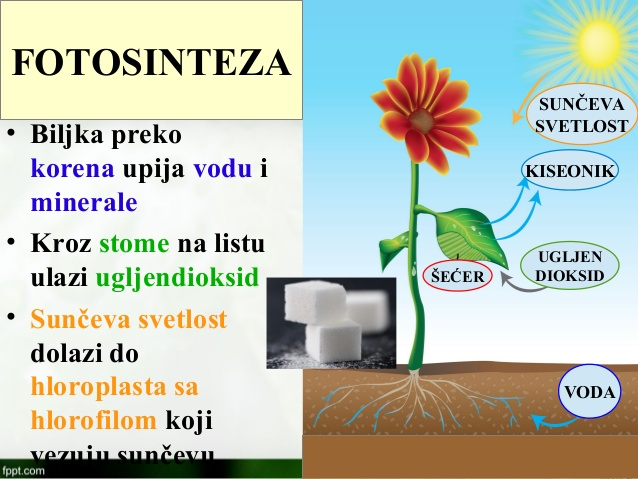 FOTOSINTEZA
• Biljka preko
korena upija vodu i
minerale
• Kroz stome na listu
ulazi ugljendioksid
• Sunčeva svetlost
dolazi do
hloroplasta sa
hlorofilom koji
vezuju sunčevu
SUNČEVA
SVETLOST
KISEONIK
UGLJEN
DIOKSID
ŠEĆER
VODA
fppt.com